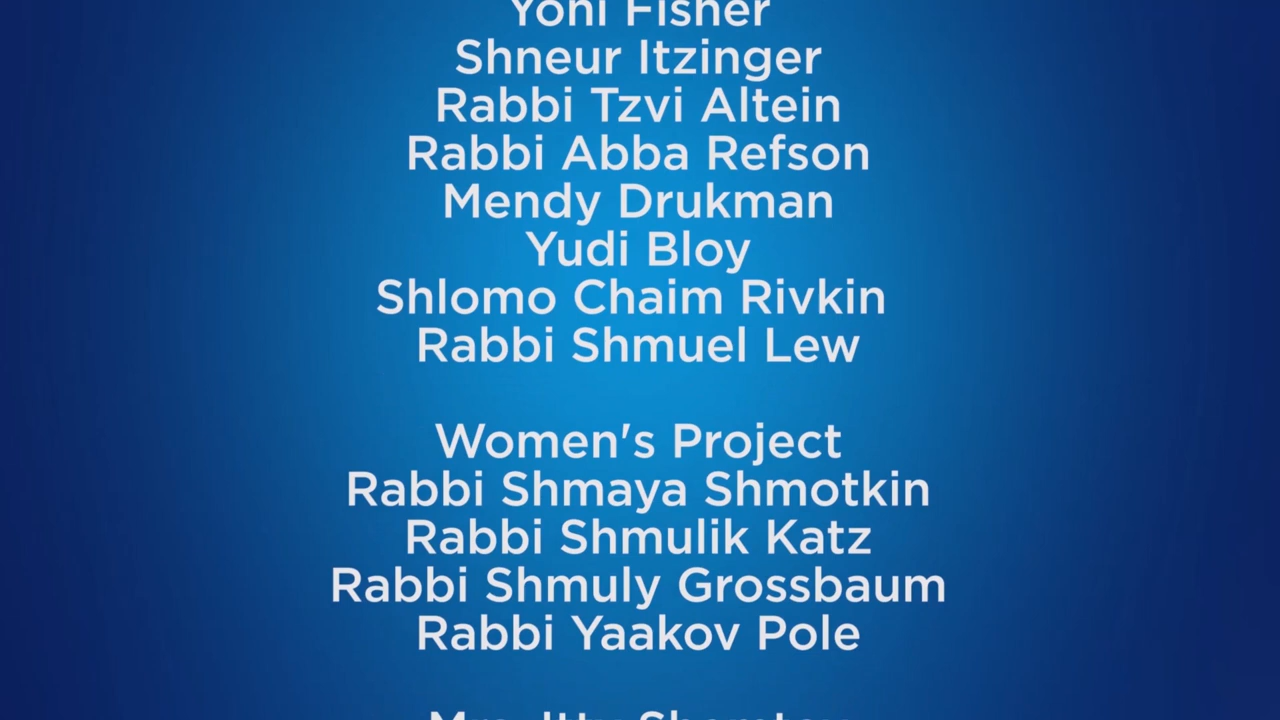 Yoni Fisher
Shneur Itzinger
Rabbi Tzvi Altein
Rabbi Abba Refson
Mendy Drukman
Yudi Bloy
Shlomo Chaim Rivkin
Rabbi Shmuel Lew
Women's Project
Rabbi Shmaya Shmotkin
Rabbi Shmulik Katz
Rabbi Shmuly Grossbaum
Rabbi Yaakov Pole